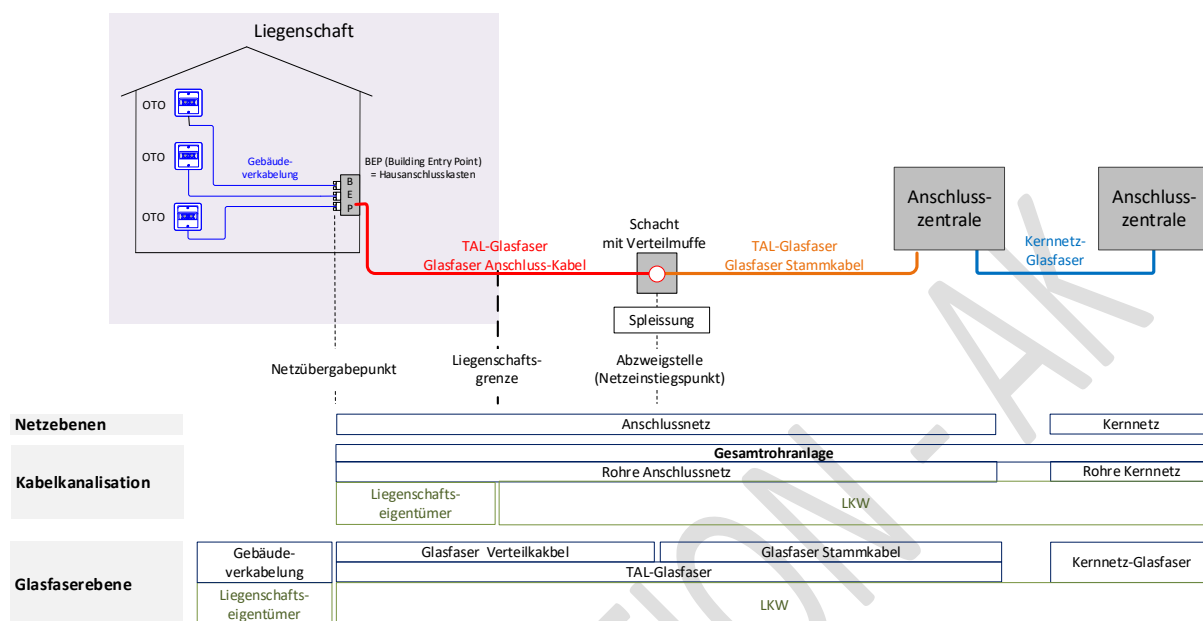 Liegenschaft
OTO
OTO
OTO
Gebäude-
verkabelung
BEP (Building Entry Point)
= Hausanschlusskasten
B
E
P
TAL-Glasfaser
Glasfaser Anschluss-Kabel
Schacht
mit Verteilmuffe
TAL-Glasfaser
Glasfaser Stammkabel
Anschluss-
zentrale
Kernnetz-
Glasfaser
Anschluss-
zentrale
Spleissung
Netzübergabepunkt
Liegenschafts-
grenze
Abzweigstelle
(Netzeinstiegspunkt)
Netzebenen
Anschlussnetz
Kernnetz
Kabelkanalisation
Gesamtrohranlage
Rohre Anschlussnetz
Rohre Kernnetz
Liegenschafts-
eigentümer
LKW
Glasfaserebene
Gebäude-
verkabelung
Glasfaser Verteilkakbel
Glasfaser Stammkabel
TAL-Glasfaser
Kernnetz-Glasfaser
Liegenschafts-
eigentümer
LKW
TION - AK